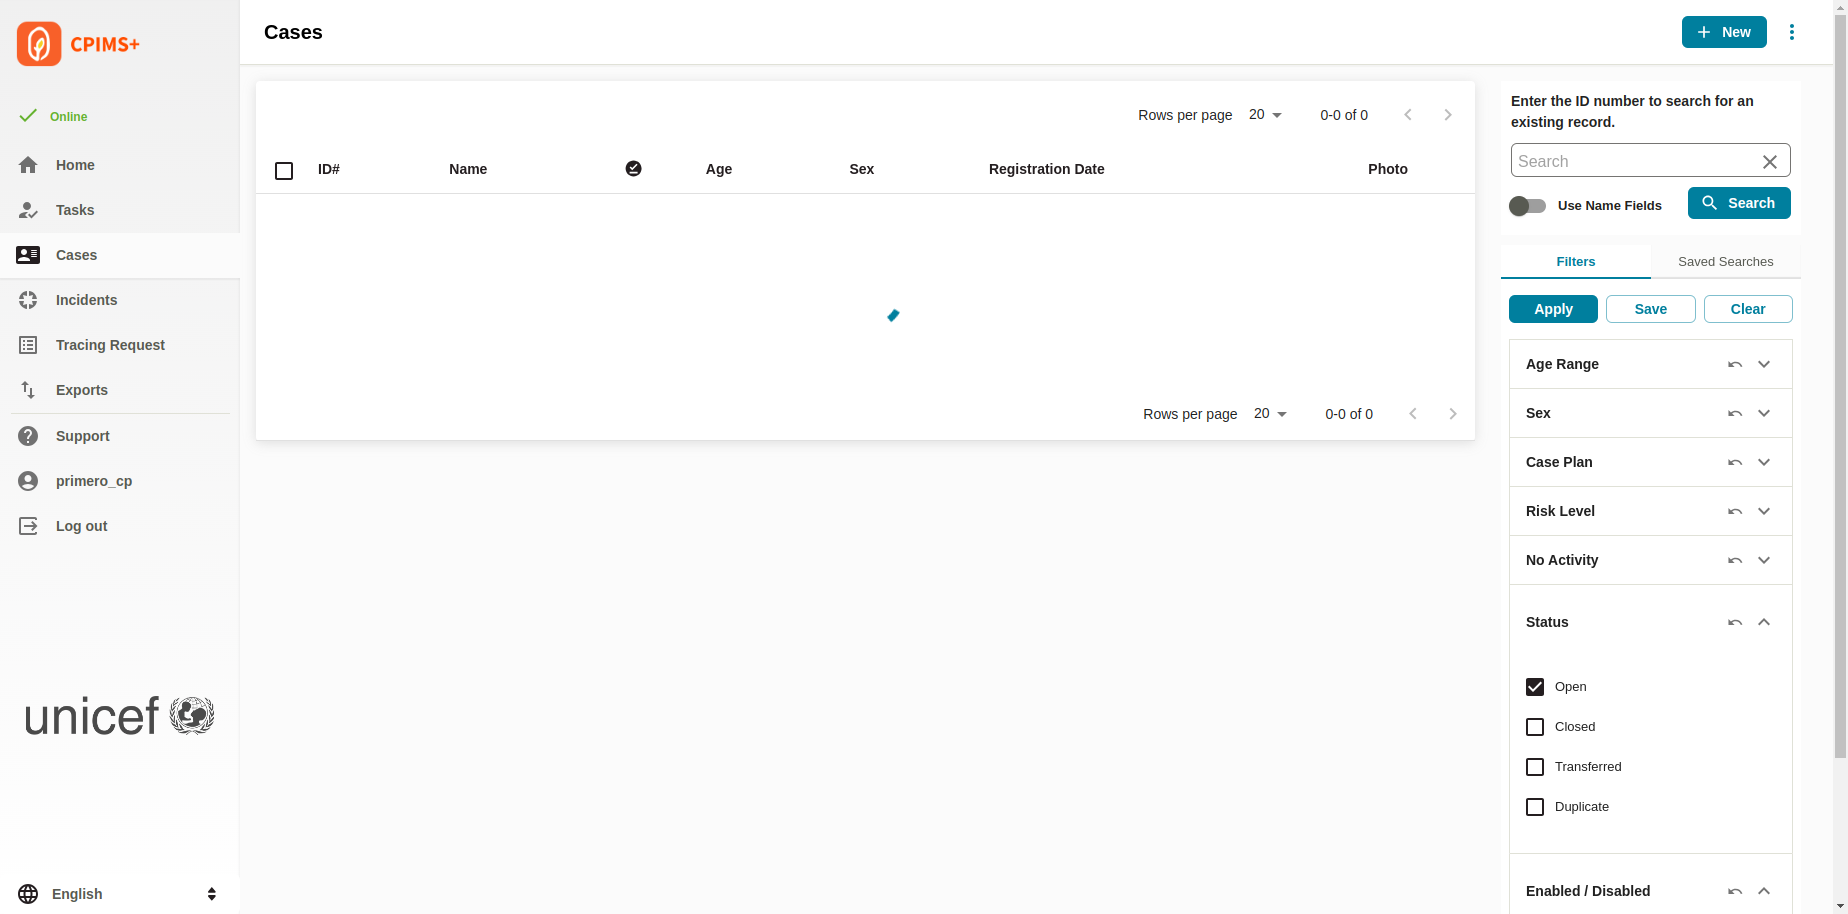 CPIMS+
Online
Home
Tasks
Cases
Incidents
Tracing Request
Exports
Support
primero_cp
Log out
unicef
English
Cases
New
Rows per page 20 0-0 of 0
ID# Name Age Sex Registration Date Photo
Rows per page 20 0-0 of 0
Enter the ID number to search for an
existing record.
Search
Use Name Fields Search
Filters Saved Searches
Apply Save Clear
Age Range
Sex
Case Plan
Risk Level
No Activity
Status
Open
Closed
Transferred
Duplicate
Enabled / Disabled